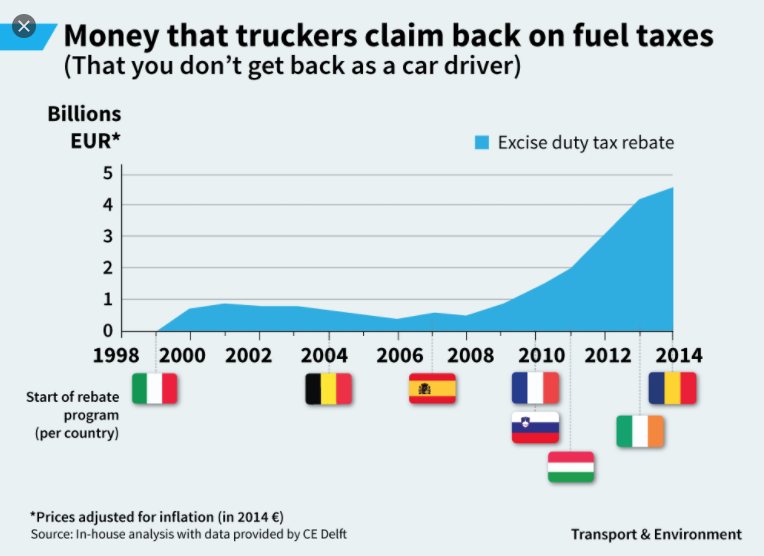 Money that truckers claim back on fuel taxes
(That you don't get back as a car driver)
Billions
EUR*
Excise duty tax rebate
5
4
3
2
1
0
1998 2000 2002 2004 2006 2008 2010 2012 2014
Start of rebate
program
(per country)
*Prices adjusted for inflation (in 2014 €)
Source: In-house analysis with data provided by CE Delft
Transport & Environment